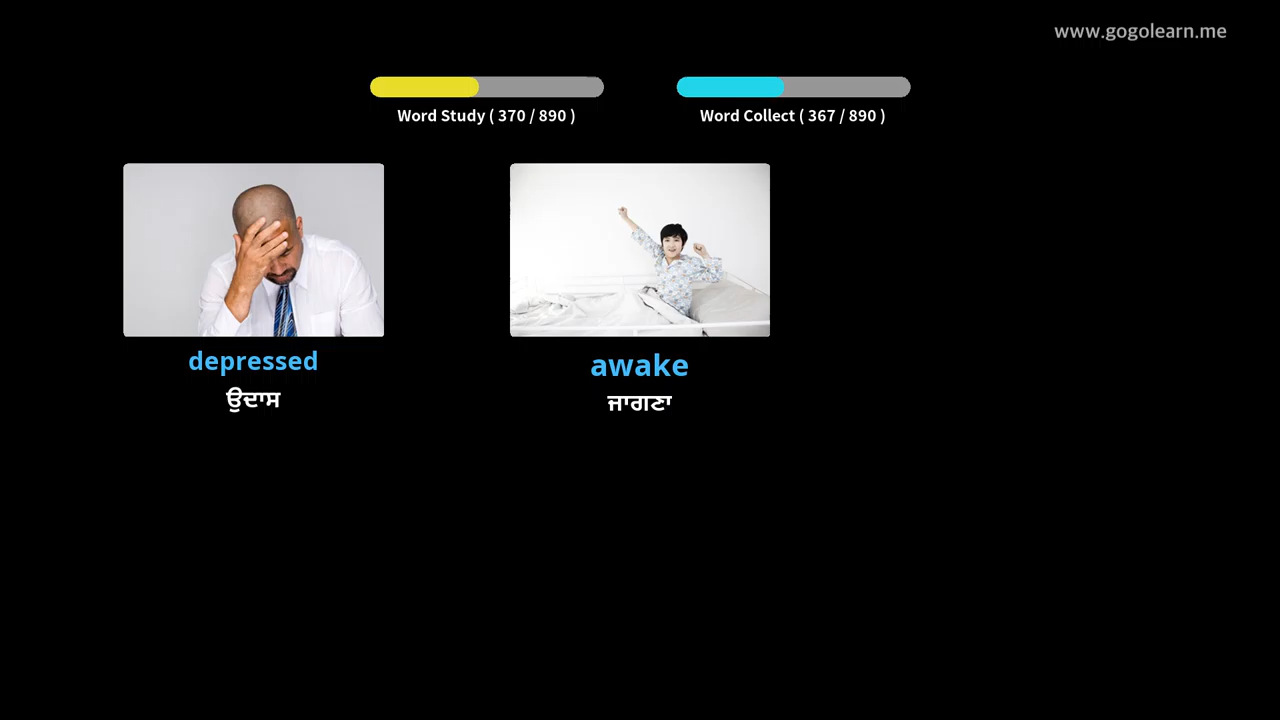 www.gogolearn.me
Word Study ( 370 / 890 )
Word Collect ( 367 / 890 )
depressed
ਉਦਾਸ
awake
ਜਾਗਣਾ